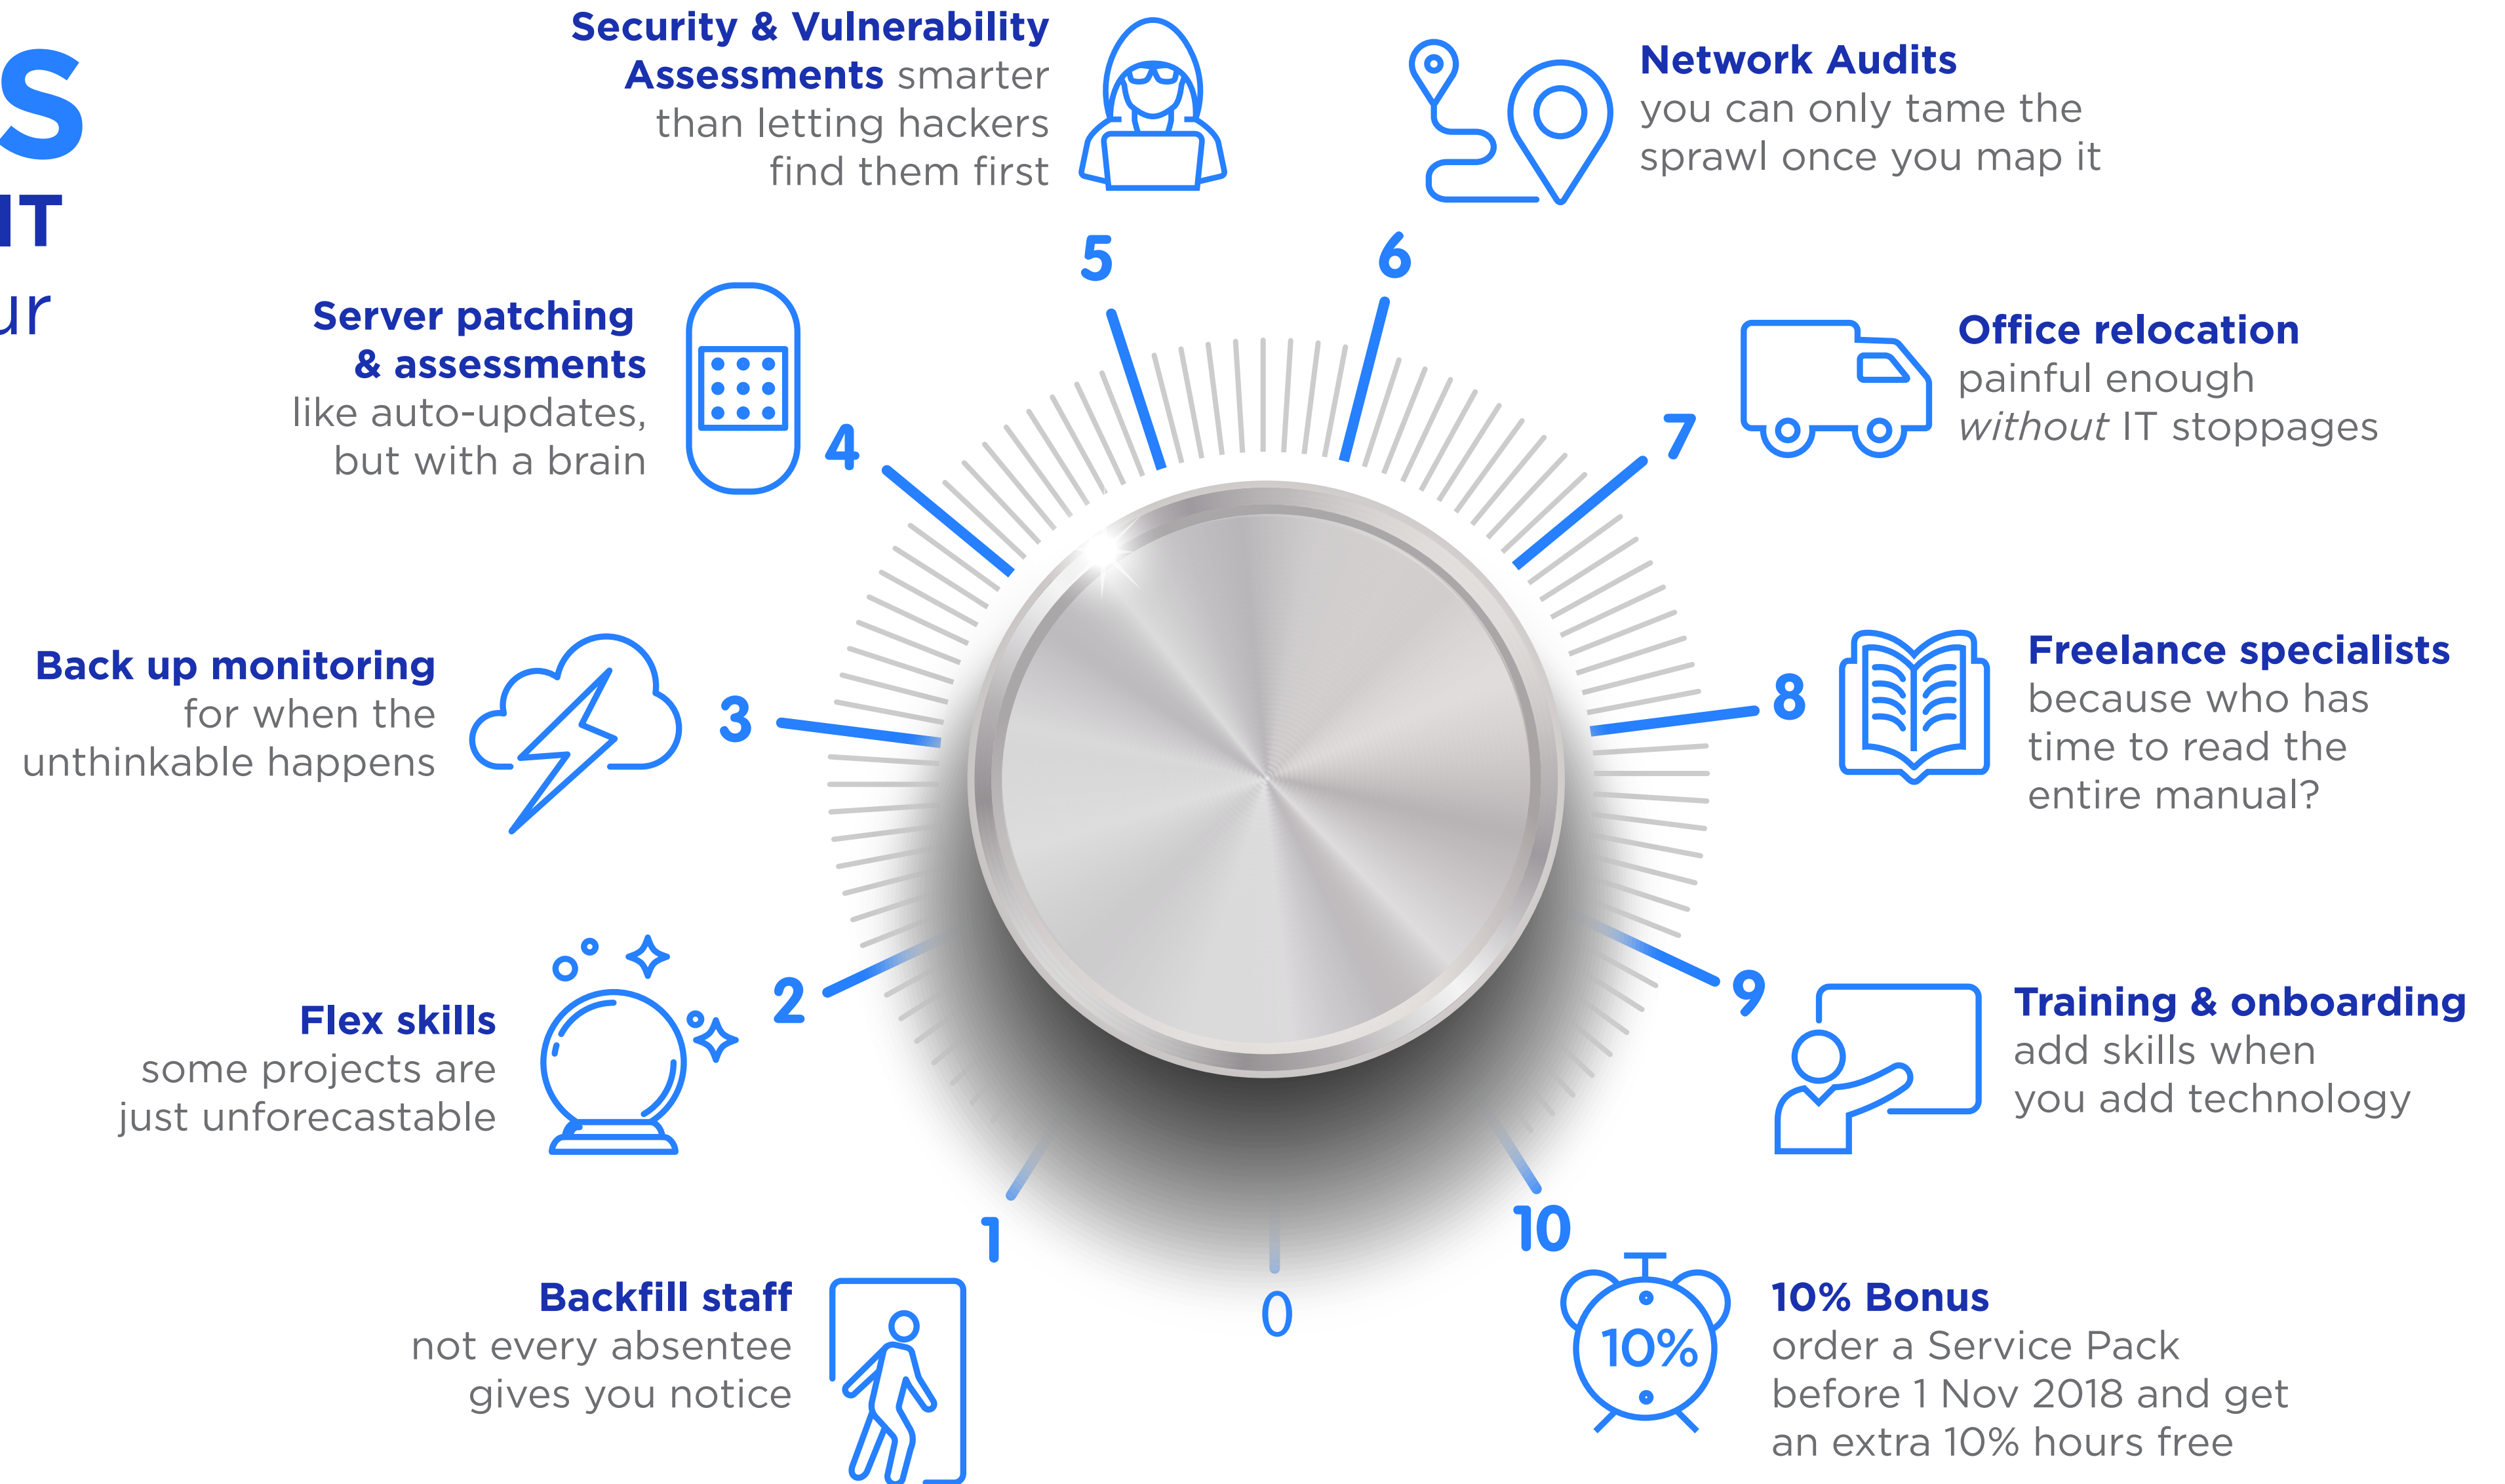 S
IT
ur
Security & Vulnerability
Assessments smarter
than letting hackers
find them first
5
6
Network Audits
you can only tame the
sprawl once you map it
Server patching
& assessments
like auto-updates,
but with a brain
4
7
Office relocation
painful enough
without IT stoppages
Back up monitoring
for when the
unthinkable happens
3
8
Freelance specialists
because who has
time to read the
entire manual?
Flex skills
some projects are
just unforecastable
2
9
Training & onboarding
add skills when
you add technology
Backfill staff
not every absentee
gives you notice
1
0
10
10%
10% Bonus
order a Service Pack
before 1 Nov 2018 and get
an extra 10% hours free